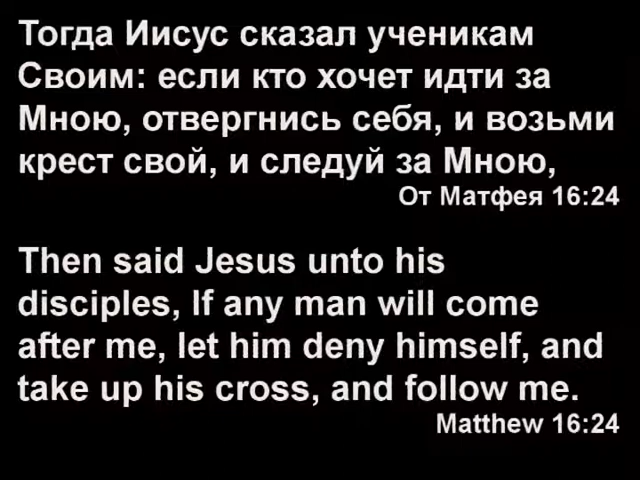 Тогда Иисус сказал ученикам
Своим: если кто хочет идти за
Мною, отвергнись себя, и возьми
крест свой, и следуй за Мною,
От Матфея 16:24
Then said Jesus unto his
disciples, If any man will come
after me, let him deny himself, and
take up his cross, and follow me.
Matthew 16:24